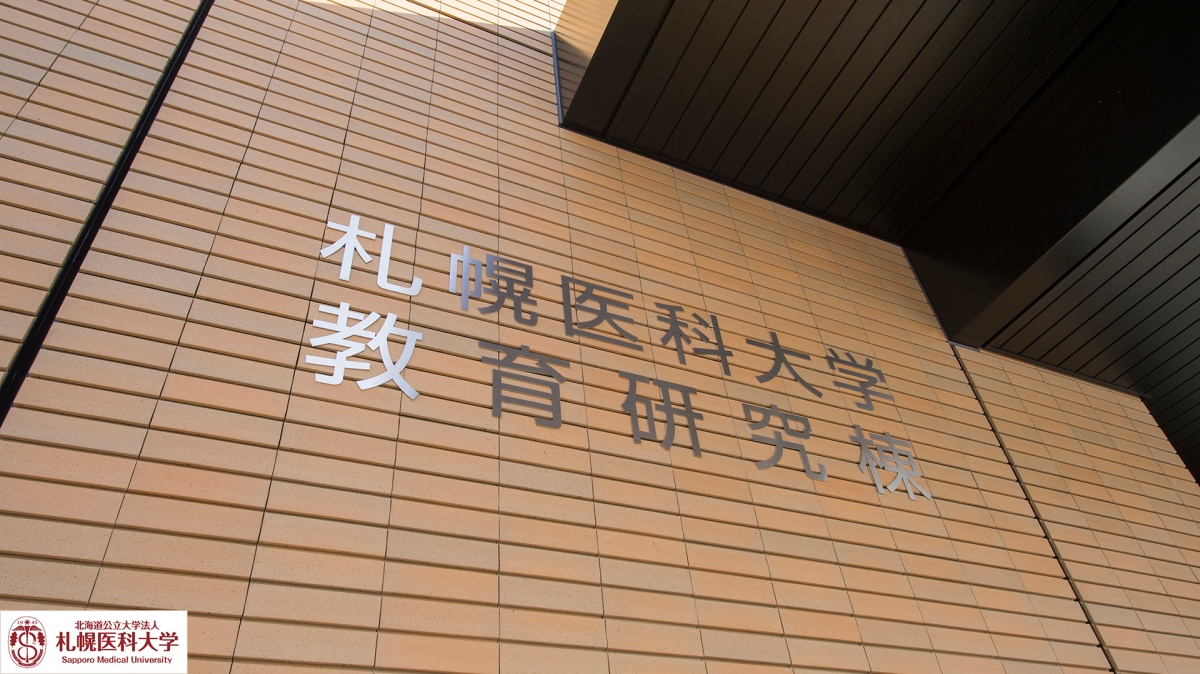 札幌医科大学
教育研究棟
1945
北海道公立大学法人
札幌医科大学
Sapporo Medical University